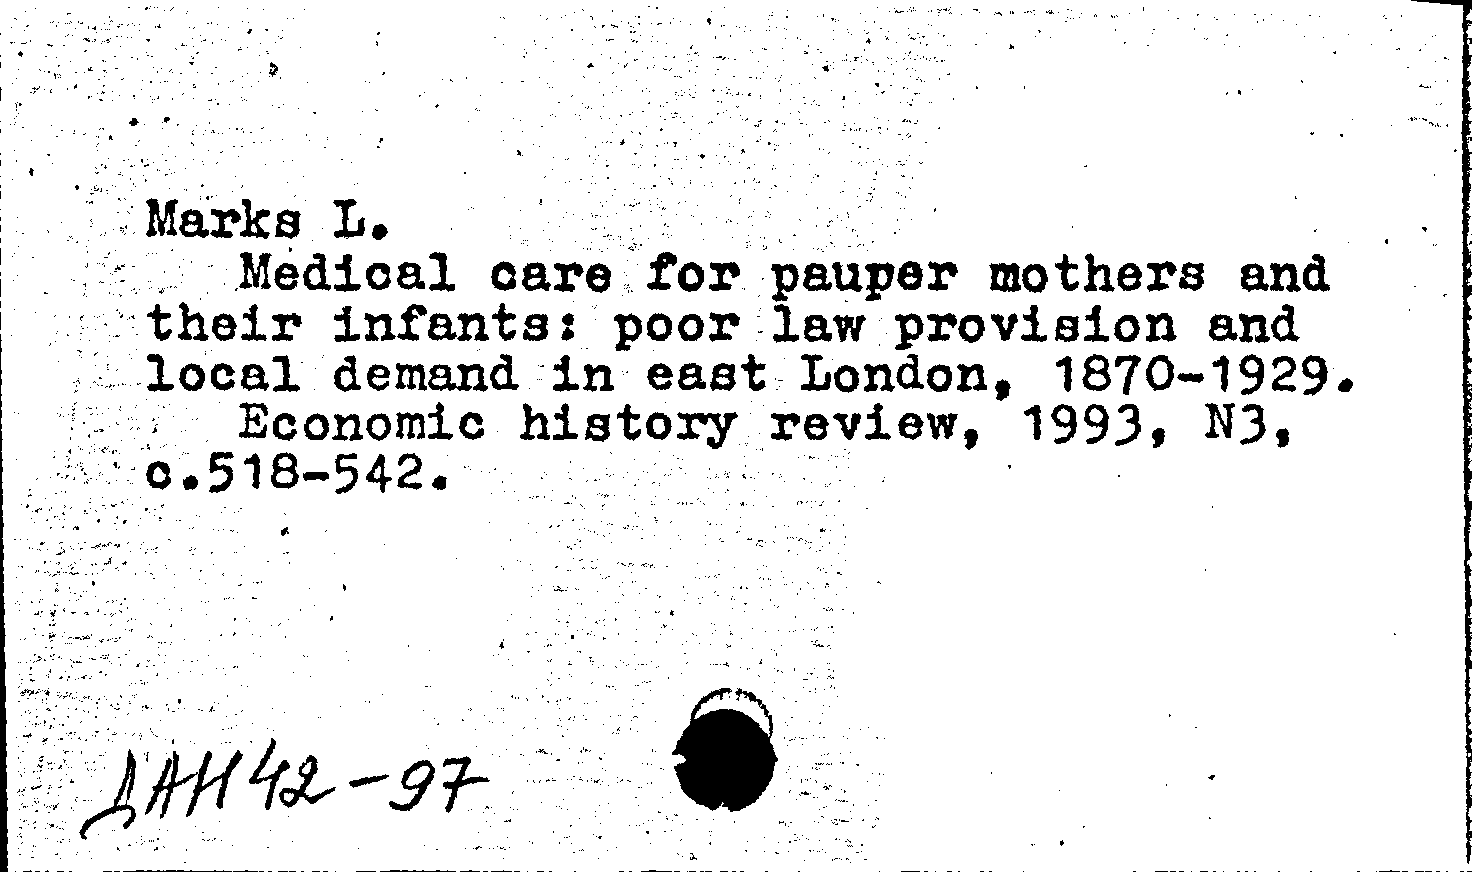 Marks L.
Medical care for pauper mothers and
their infants: poor law provision and
local demand in east London, 1870-1929.
Economic history review, 1993, N3,
c.518-542.
ДАН 42-97